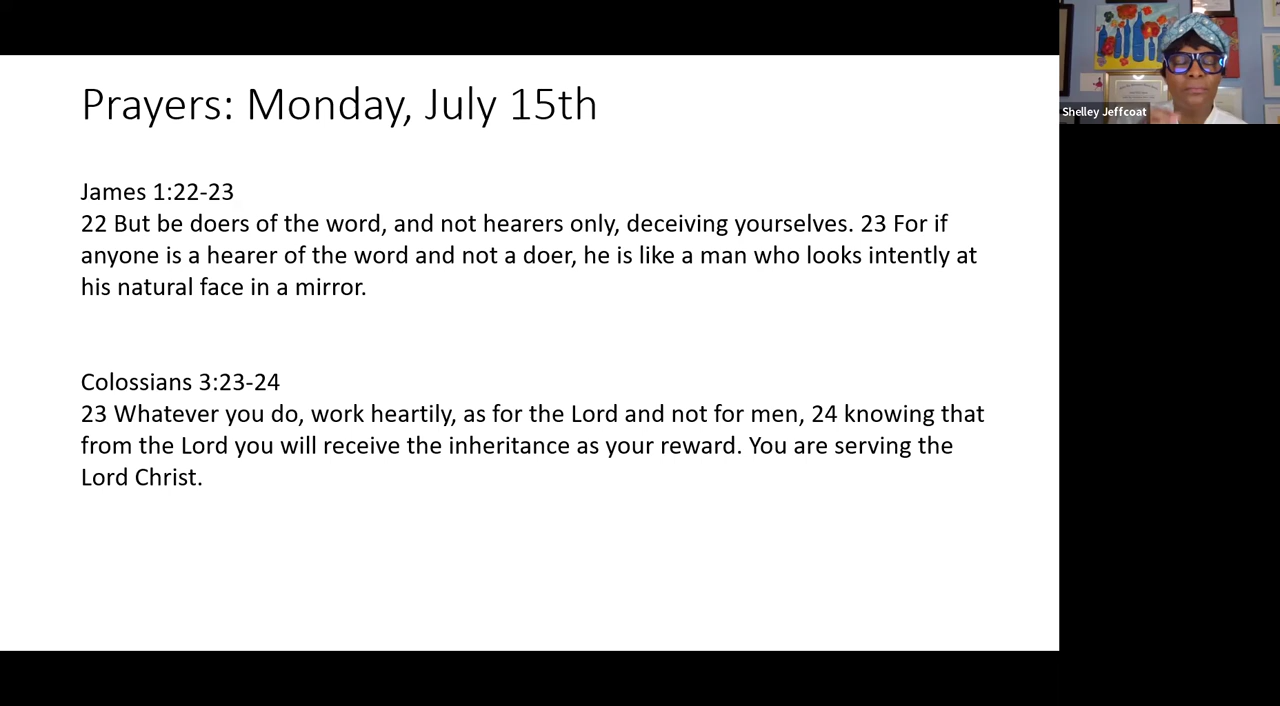 Prayers: Monday, July 15th
James 1:22-23
22 But be doers of the word, and not hearers only, deceiving yourselves. 23 For if
anyone is a hearer of the word and not a doer, he is like a man who looks intently at
his natural face in a mirror.
Colossians 3:23-24
23 Whatever you do, work heartily, as for the Lord and not for men, 24 knowing that
from the Lord you will receive the inheritance as your reward. You are serving the
Lord Christ.
Shelley Jeffcoat